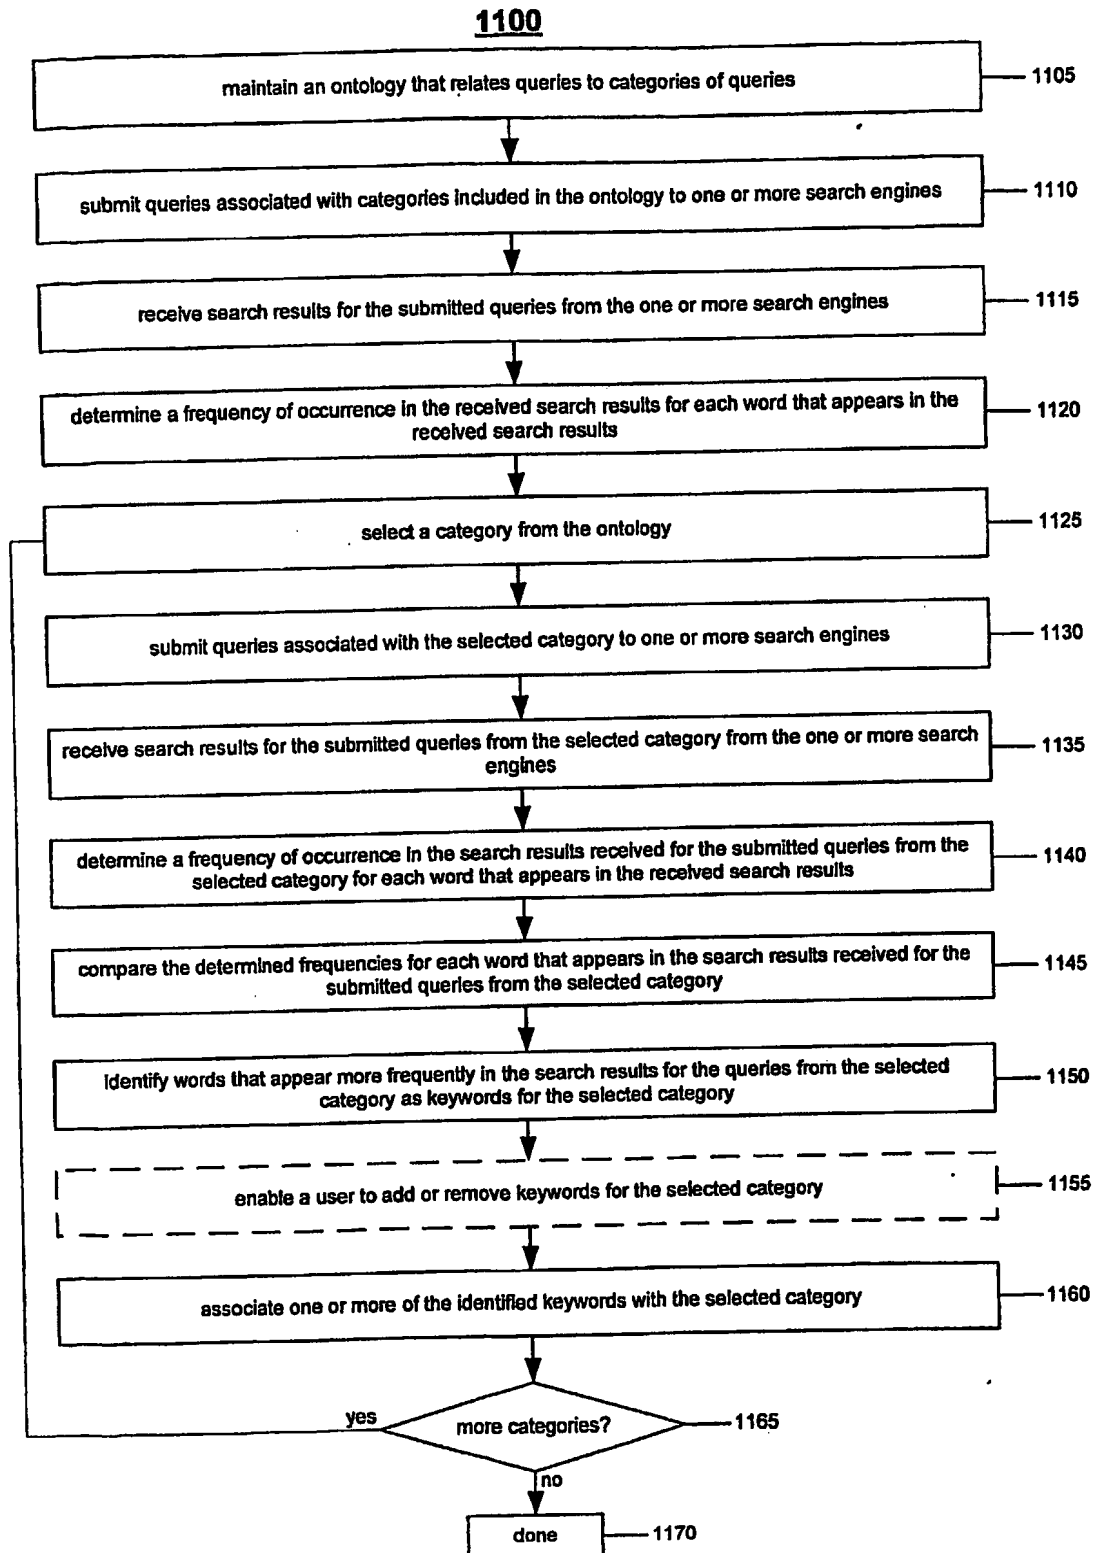 1100
maintain an ontology that relates queries to categories of queries
1105
submit queries associated with categories included in the ontology to one or more search engines
1110
receive search results for the submitted queries from the one or more search engines
1115
determine a frequency of occurrence in the received search results for each word that appears in the
received search results
1120
select a category from the ontology
1125
submit queries associated with the selected category to one or more search engines
1130
receive search results for the submitted queries from the selected category from the one or more search
engines
1135
determine a frequency of occurrence in the search results received for the submitted queries from the
selected category for each word that appears in the received search results
1140
compare the determined frequencies for each word that appears in the search results received for the
submitted queries from the selected category
1145
identify words that appear more frequently in the search results for the queries from the selected
category as keywords for the selected category
1150
enable a user to add or remove keywords for the selected category
1155
associate one or more of the identified keywords with the selected category
1160
yes
more categories?
1165
no
done
1170